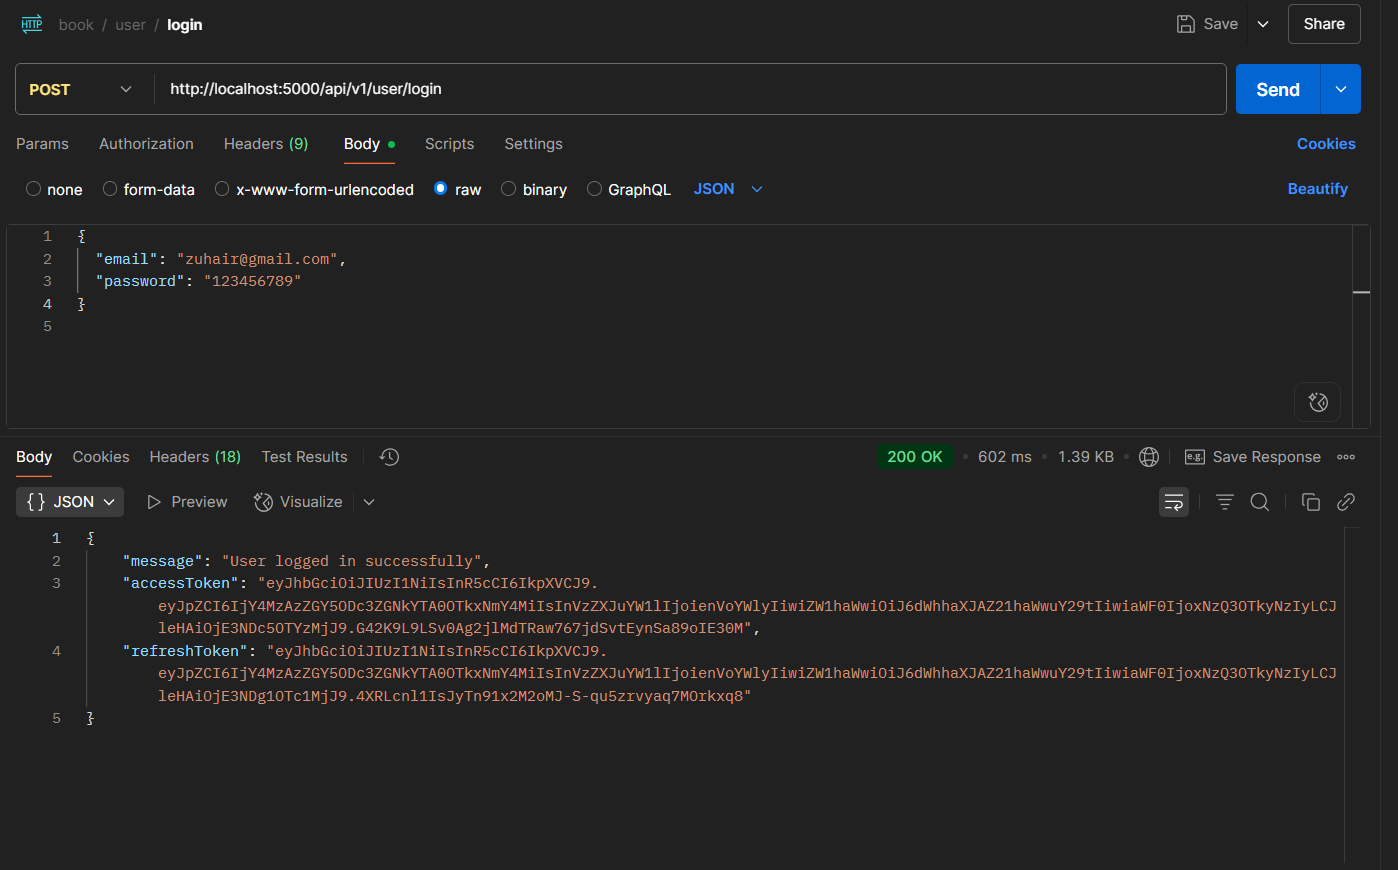 HTTP book / user / login Save Share
POST http://localhost:5000/api/v1/user/login Send
Params Authorization Headers (9) Body Scripts Settings Cookies
none form-data x-www-form-urlencoded raw binary GraphQL JSON Beautify
1 {
2 "email": "zuhair@gmail.com",
3 "password": "123456789"
4 }
5
Body Cookies Headers (18) Test Results 200 OK • 602 ms • 1.39 KB • e.g. Save Response
{} JSON Preview Visualize
1 {
2 "message": "User logged in successfully",
3 "accessToken": "eyJhbGciOiJIUzI1NiIsInR5cCI6IkpXVCJ9.
eyJpZCI6IjY4MzAzZGY5ODc3ZGNkYTA0OTkxNmY4MiIsInVzZXJuYW1lIjoienVoYWlyIiwiZW1haWwiOiJ6dWhhaXJAZ21haWwuY29tIiwiaWF0IjoxNzQ3OTkyNzIyLCJ
leHAiOjE3NDc5OTYzMjJ9.G42K9L9LSv0Ag2jlMdTRaw767jdSvtEynSa89oIE30M",
4 "refreshToken": "eyJhbGciOiJIUzI1NiIsInR5cCI6IkpXVCJ9.
eyJpZCI6IjY4MzAzZGY5ODc3ZGNkYTA0OTkxNmY4MiIsInVzZXJuYW1lIjoienVoYWlyIiwiZW1haWwiOiJ6dWhhaXJAZ21haWwuY29tIiwiaWF0IjoxNzQ3OTkyNzIyLCJ
leHAiOjE3NDg1OTc1MjJ9.4XRLcnl1IsJyTn91x2M2oMJ-S-qu5zrvyaq7MOrkxq8"
5 }